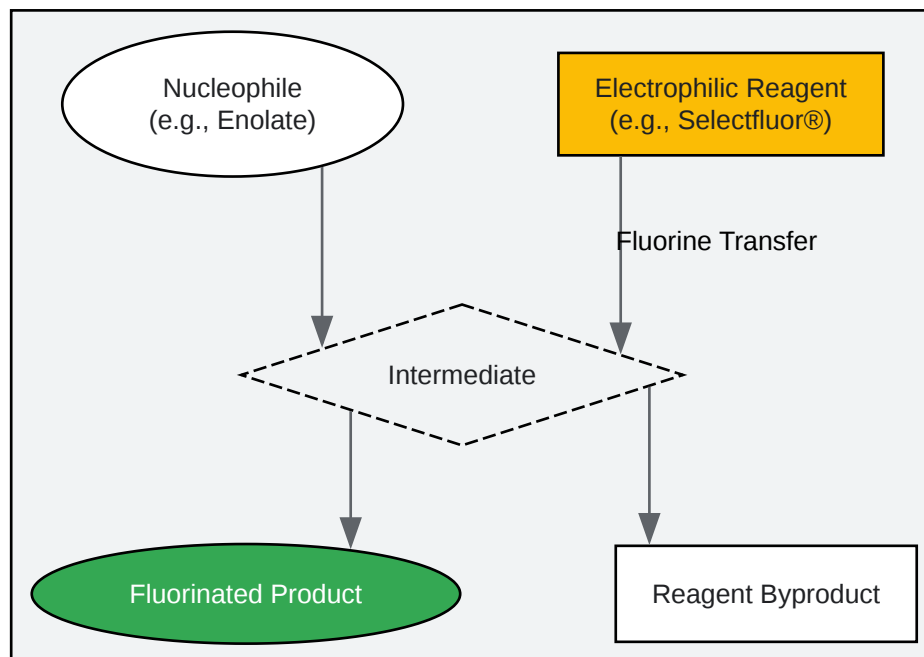 Nucleophile
(e.g., Enolate)
Electrophilic Reagent
(e.g., Selectfluor®)
Fluorine Transfer
Intermediate
Fluorinated Product
Reagent Byproduct